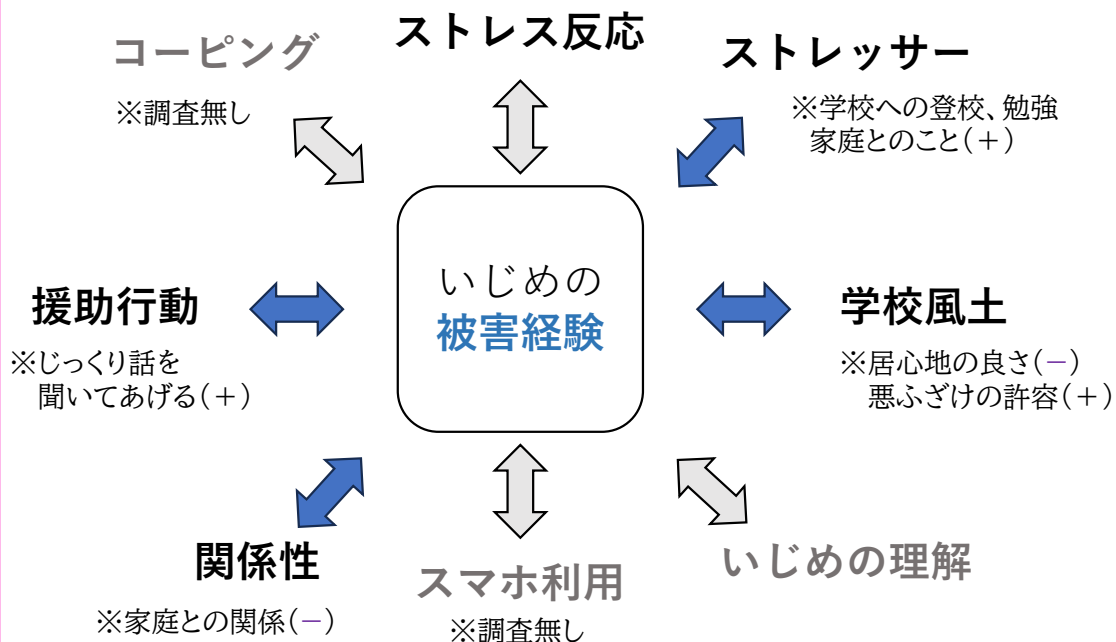 コーピング
※調査無し
ストレス反応
ストレッサー
※学校への登校、勉強
家庭とのこと(+)
援助行動
※じっくり話を
聞いてあげる(+)
いじめの
被害経験
学校風土
※居心地の良さ(−)
悪ふざけの許容(+)
関係性
※家庭との関係(−)
スマホ利用
※調査無し
いじめの理解